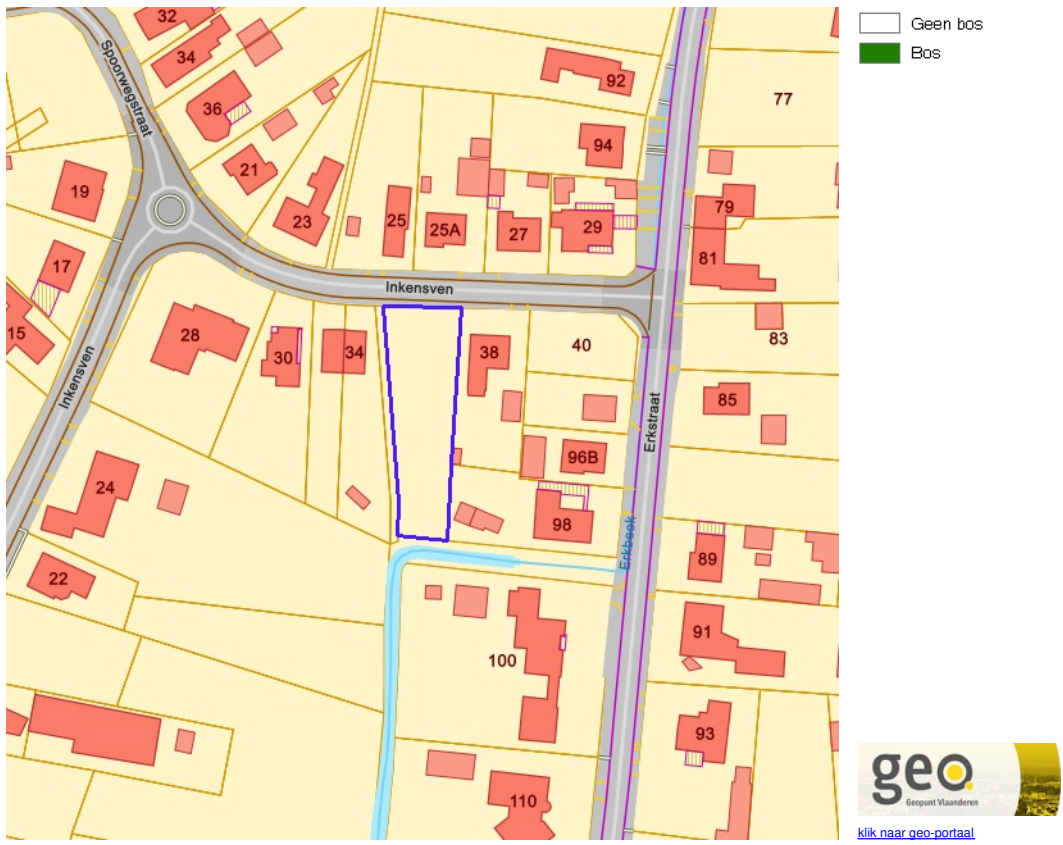 32
34
36
Spoorwegstraat
21
19
23
25
25A
27
29
92
94
77
79
81
17
15
Inkensven
28
30
34
38
40
83
85
Inkensven
Erkstraat
96B
98
24
22
Erkbeek
89
91
100
93
110
Geen bos
Bos
geo.
Geopunt Vlaanderen
klik naar geo-portaal